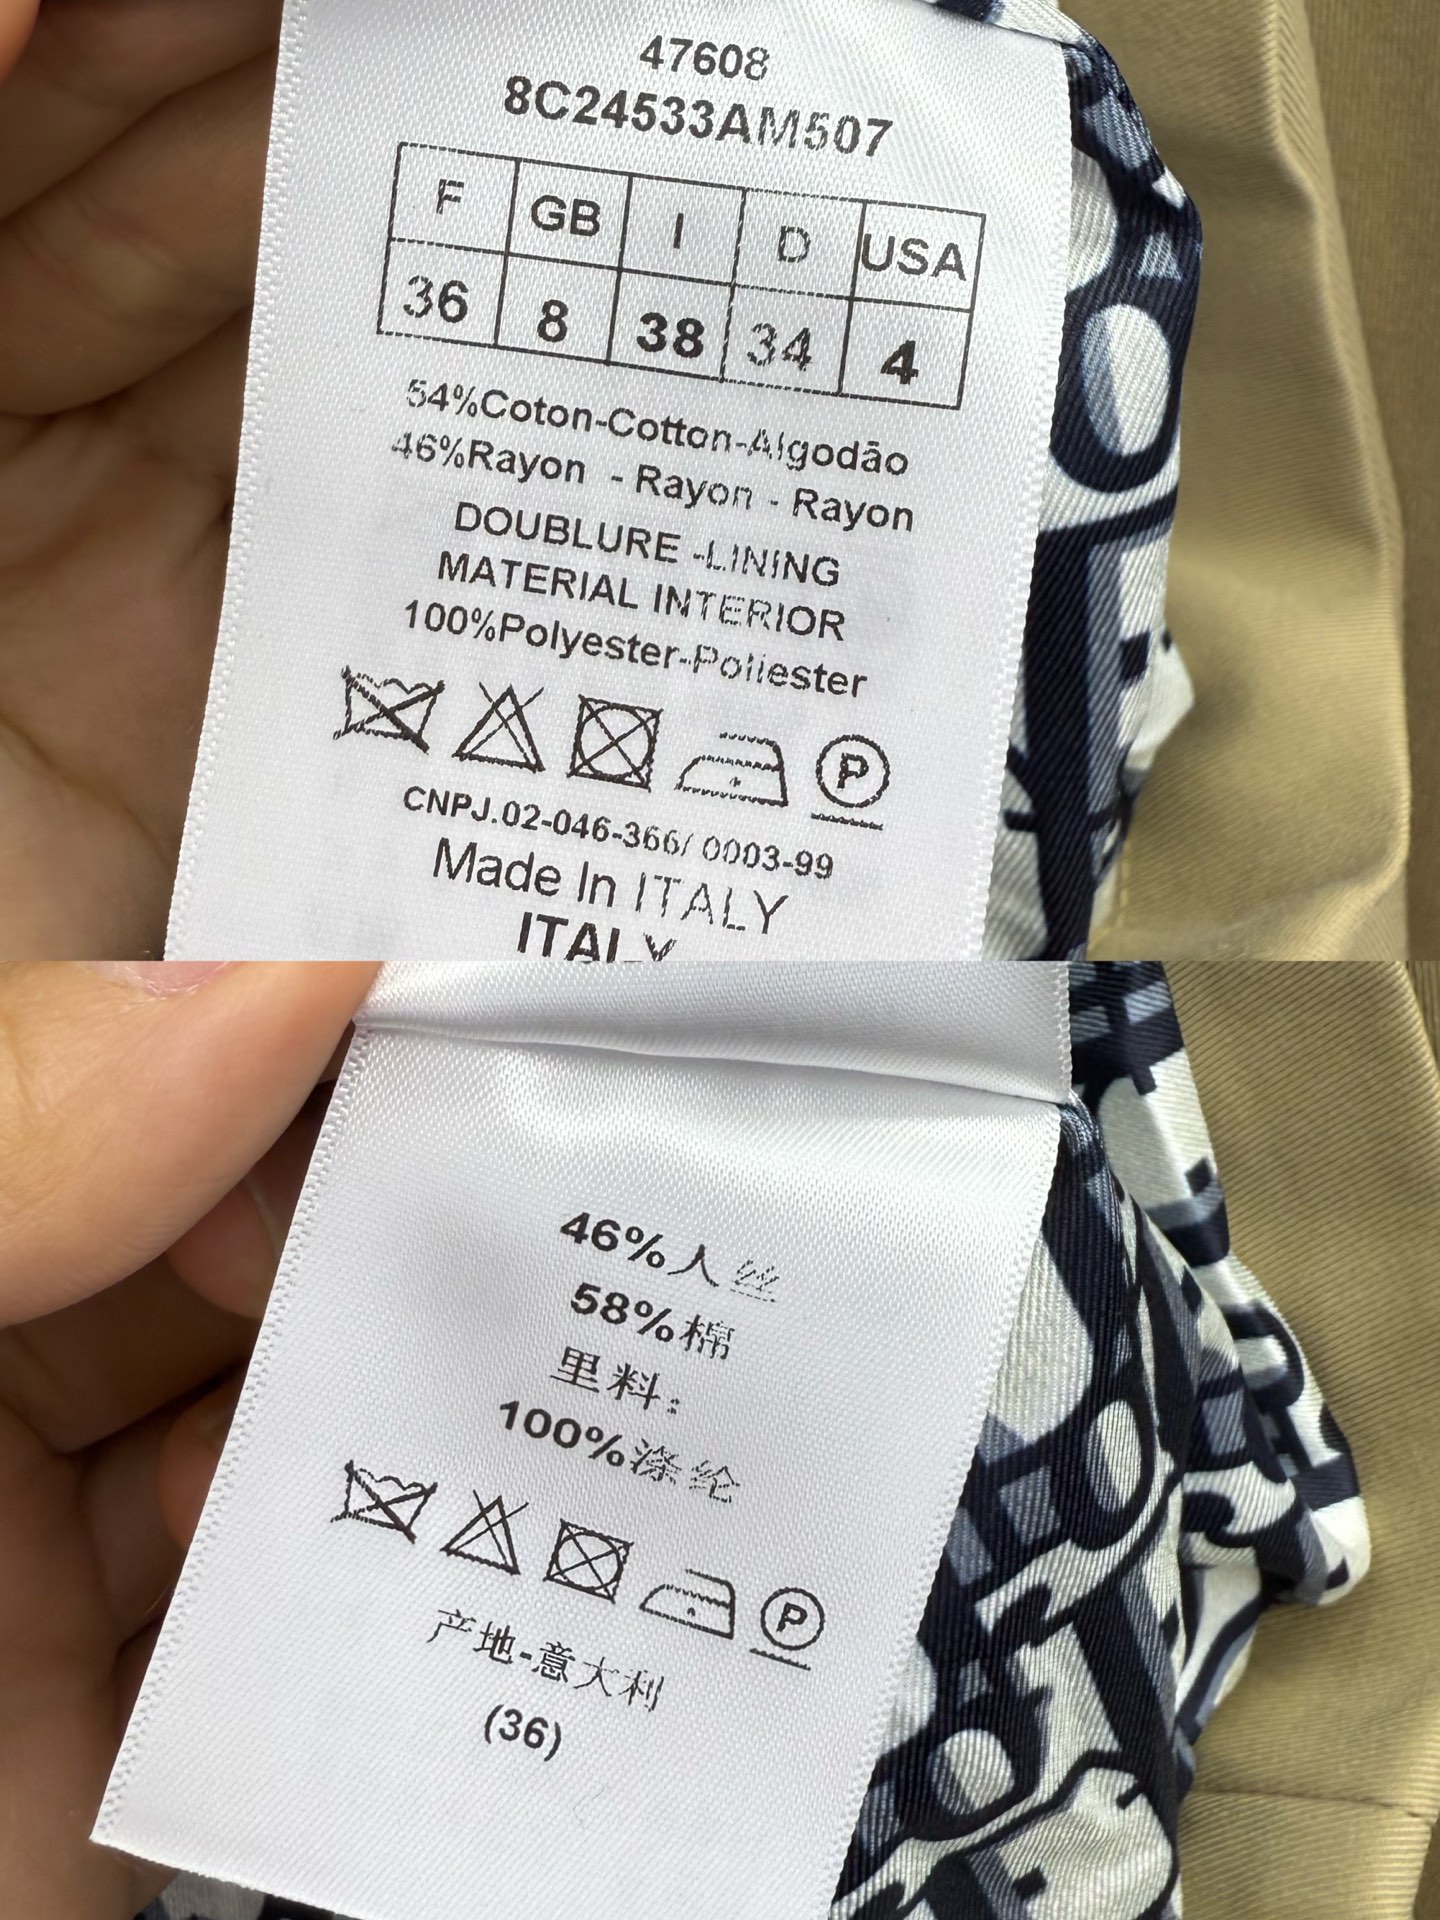 47608
8C24533AM507
F GB I D USA
36 8 38 34 4
54%Coton-Cotton-Algodão
46%Rayon - Rayon - Rayon
DOUBLURE -LINING
MATERIAL INTERIOR
100%Polyester-Poliester
P
CNPJ.02-046-366/ 0003-99
Made In ITALY
ITALY
46%人丝
58%棉
里料:
100%涤纶
P
产地-意大利
(36)